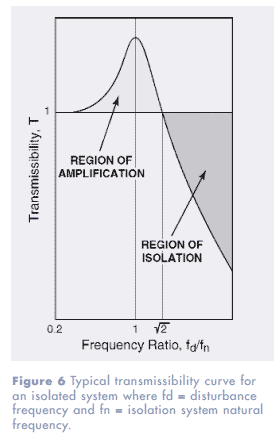 Transmissibility, T
1
REGION OF
AMPLIFICATION
REGION OF
ISOLATION
0.2
1
√2
Frequency Ratio, fd/fn
Figure 6 Typical transmissibility curve for
an isolated system where fd = disturbance
frequency and fn = isolation system natural
frequency.